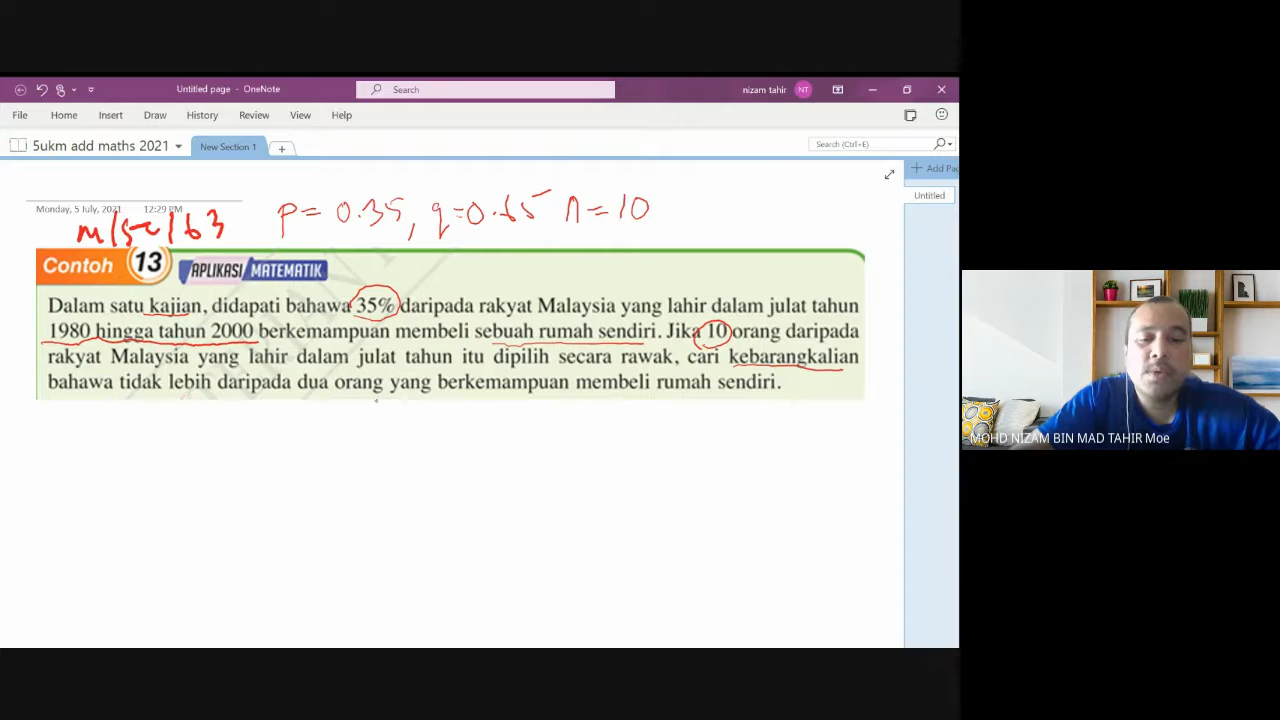 Untitled page - OneNote
Search
nizam tahir
NT
File
Home
Insert
Draw
History
Review
View
Help
5ukm add maths 2021
New Section 1
Search (Ctrl+E)
Add Pag
Untitled
Monday, 5 July, 2021 12:29 PM
p = 0.35, q = 0.65 n = 10
Contoh 13 APLIKASI MATEMATIK
Dalam satu kajian, didapati bahawa 35% daripada rakyat Malaysia yang lahir dalam julat tahun
1980 hingga tahun 2000 berkemampuan membeli sebuah rumah sendiri. Jika 10 orang daripada
rakyat Malaysia yang lahir dalam julat tahun itu dipilih secara rawak, cari kebarangkalian
bahawa tidak lebih daripada dua orang yang berkemampuan membeli rumah sendiri.
MOHD NIZAM BIN MAD TAHIR Moe